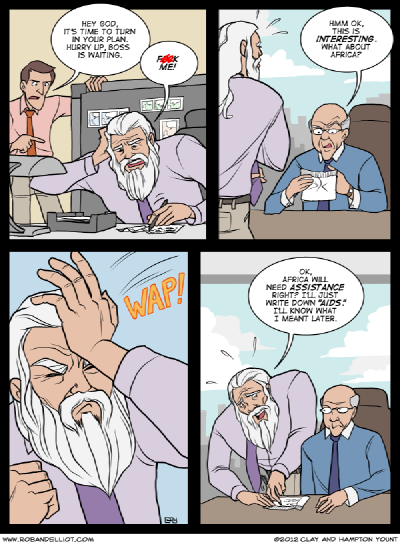 HEY GOD,
IT'S TIME TO TURN
IN YOUR PLAN.
HURRY UP, BOSS
IS WAITING.
ME!
HMM OK,
THIS IS
INTERESTING.
WHAT ABOUT
AFRICA?
WAP!
OK,
AFRICA WILL
NEED ASSISTANCE
RIGHT? I'LL JUST
WRITE DOWN "AIDS."
I'LL KNOW WHAT
I MEANT LATER.
WWW.ROBANDELLIOT.COM
©2012 CLAY AND HAMPTON YOUNT